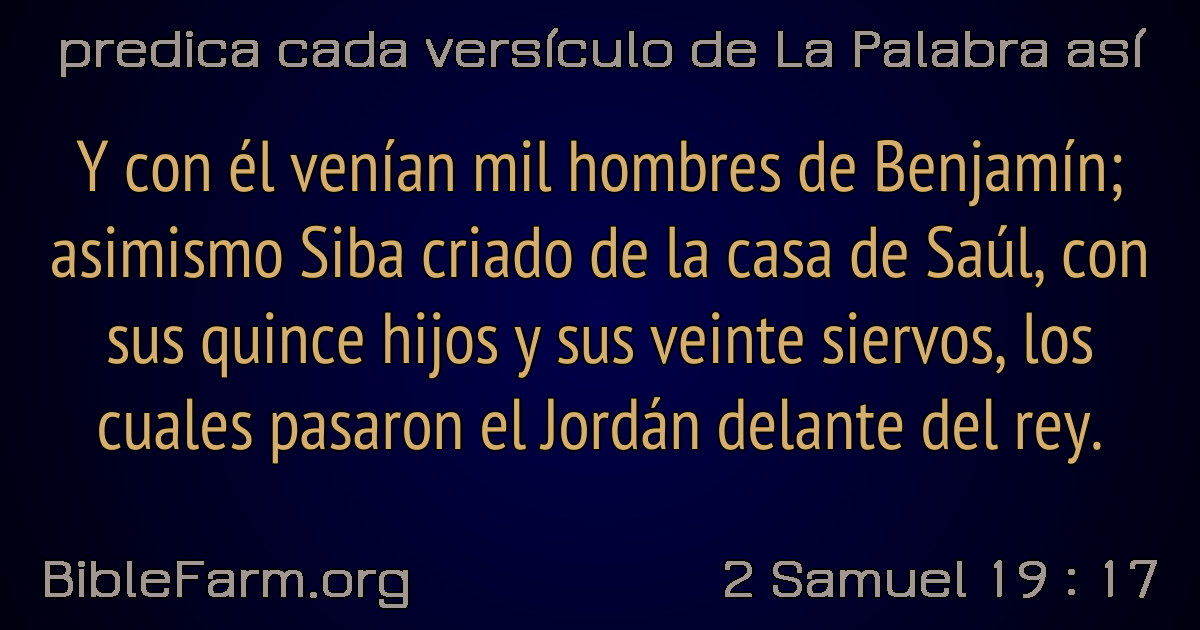 predica cada versículo de La Palabra así
Y con él venían mil hombres de Benjamín;
asimismo Siba criado de la casa de Saúl, con
sus quince hijos y sus veinte siervos, los
cuales pasaron el Jordán delante del rey.
BibleFarm.org
2 Samuel 19 : 17